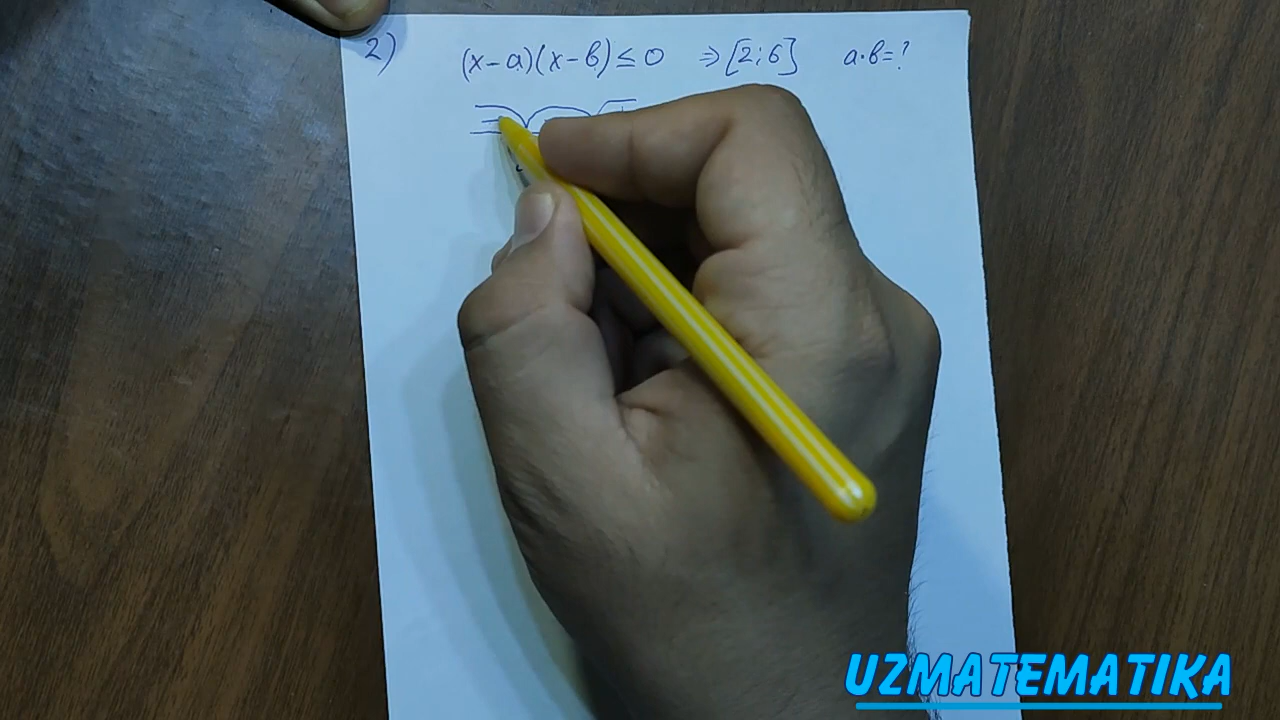 2) (x-a)(x-b)≤0 ⇒[2;6] a·b=?
UZMATEMATIKA